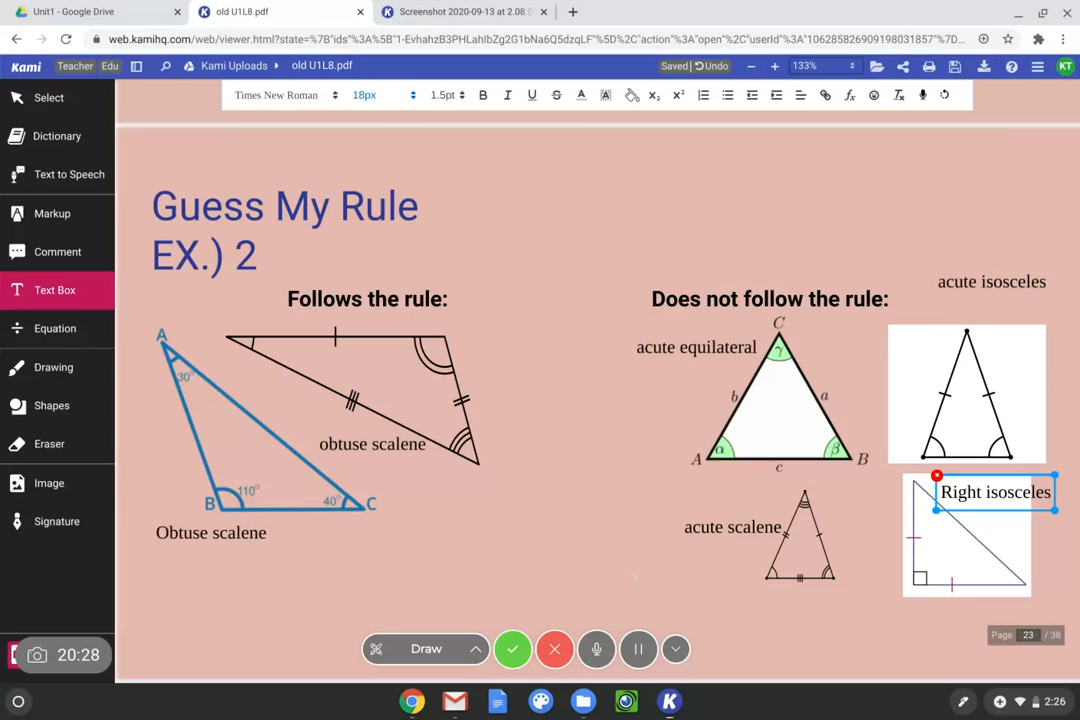 Unit1 - Google Drive
old U1L8.pdf
Screenshot 2020-09-13 at 2.08.0
web.kamihq.com/web/viewer.html?state=%7B"ids"%3A%5B"1-EvhahzB3PHLahIbZg2G1bNa6Q5dzqLF"%5D%2C"action"%3A"open"%2C"userId"%3A"106285826909198031857"%7D...
Kami
Teacher
Edu
Kami Uploads
old U1L8.pdf
Saved
Undo
133%
KT
Select
Dictionary
Text to Speech
Markup
Comment
Text Box
Equation
Drawing
Shapes
Eraser
Image
Signature
Times New Roman
18px
1.5pt
Guess My Rule
EX.) 2
Follows the rule:
A
30°
B
110°
40°
C
Obtuse scalene
obtuse scalene
Does not follow the rule:
acute isosceles
acute equilateral
C
γ
b
a
A
α
β
B
c
acute scalene
Right isosceles
Page 23 / 38
20:28
Draw
2:26